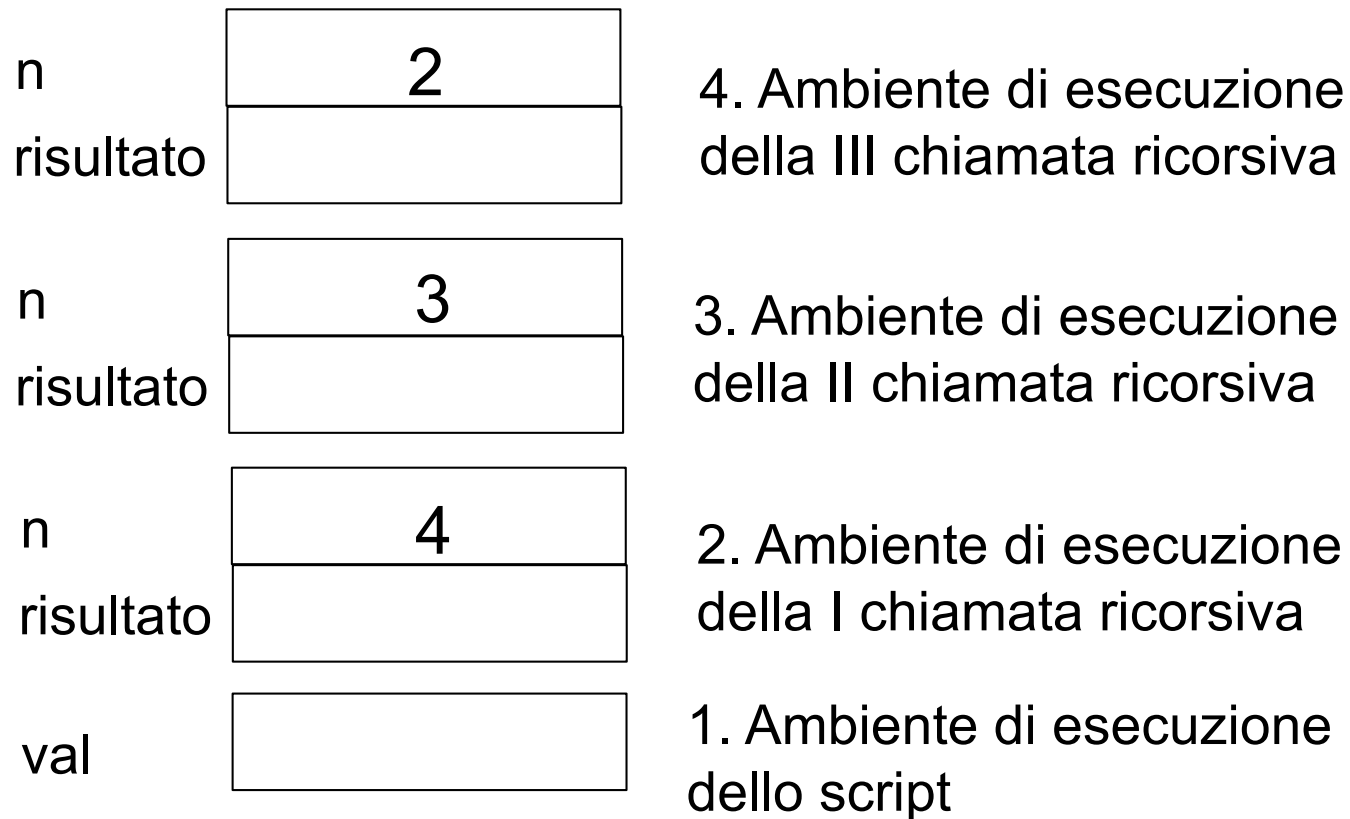 n 2
risultato
4. Ambiente di esecuzione
della III chiamata ricorsiva
n 3
risultato
3. Ambiente di esecuzione
della II chiamata ricorsiva
n 4
risultato
2. Ambiente di esecuzione
della I chiamata ricorsiva
val
1. Ambiente di esecuzione
dello script